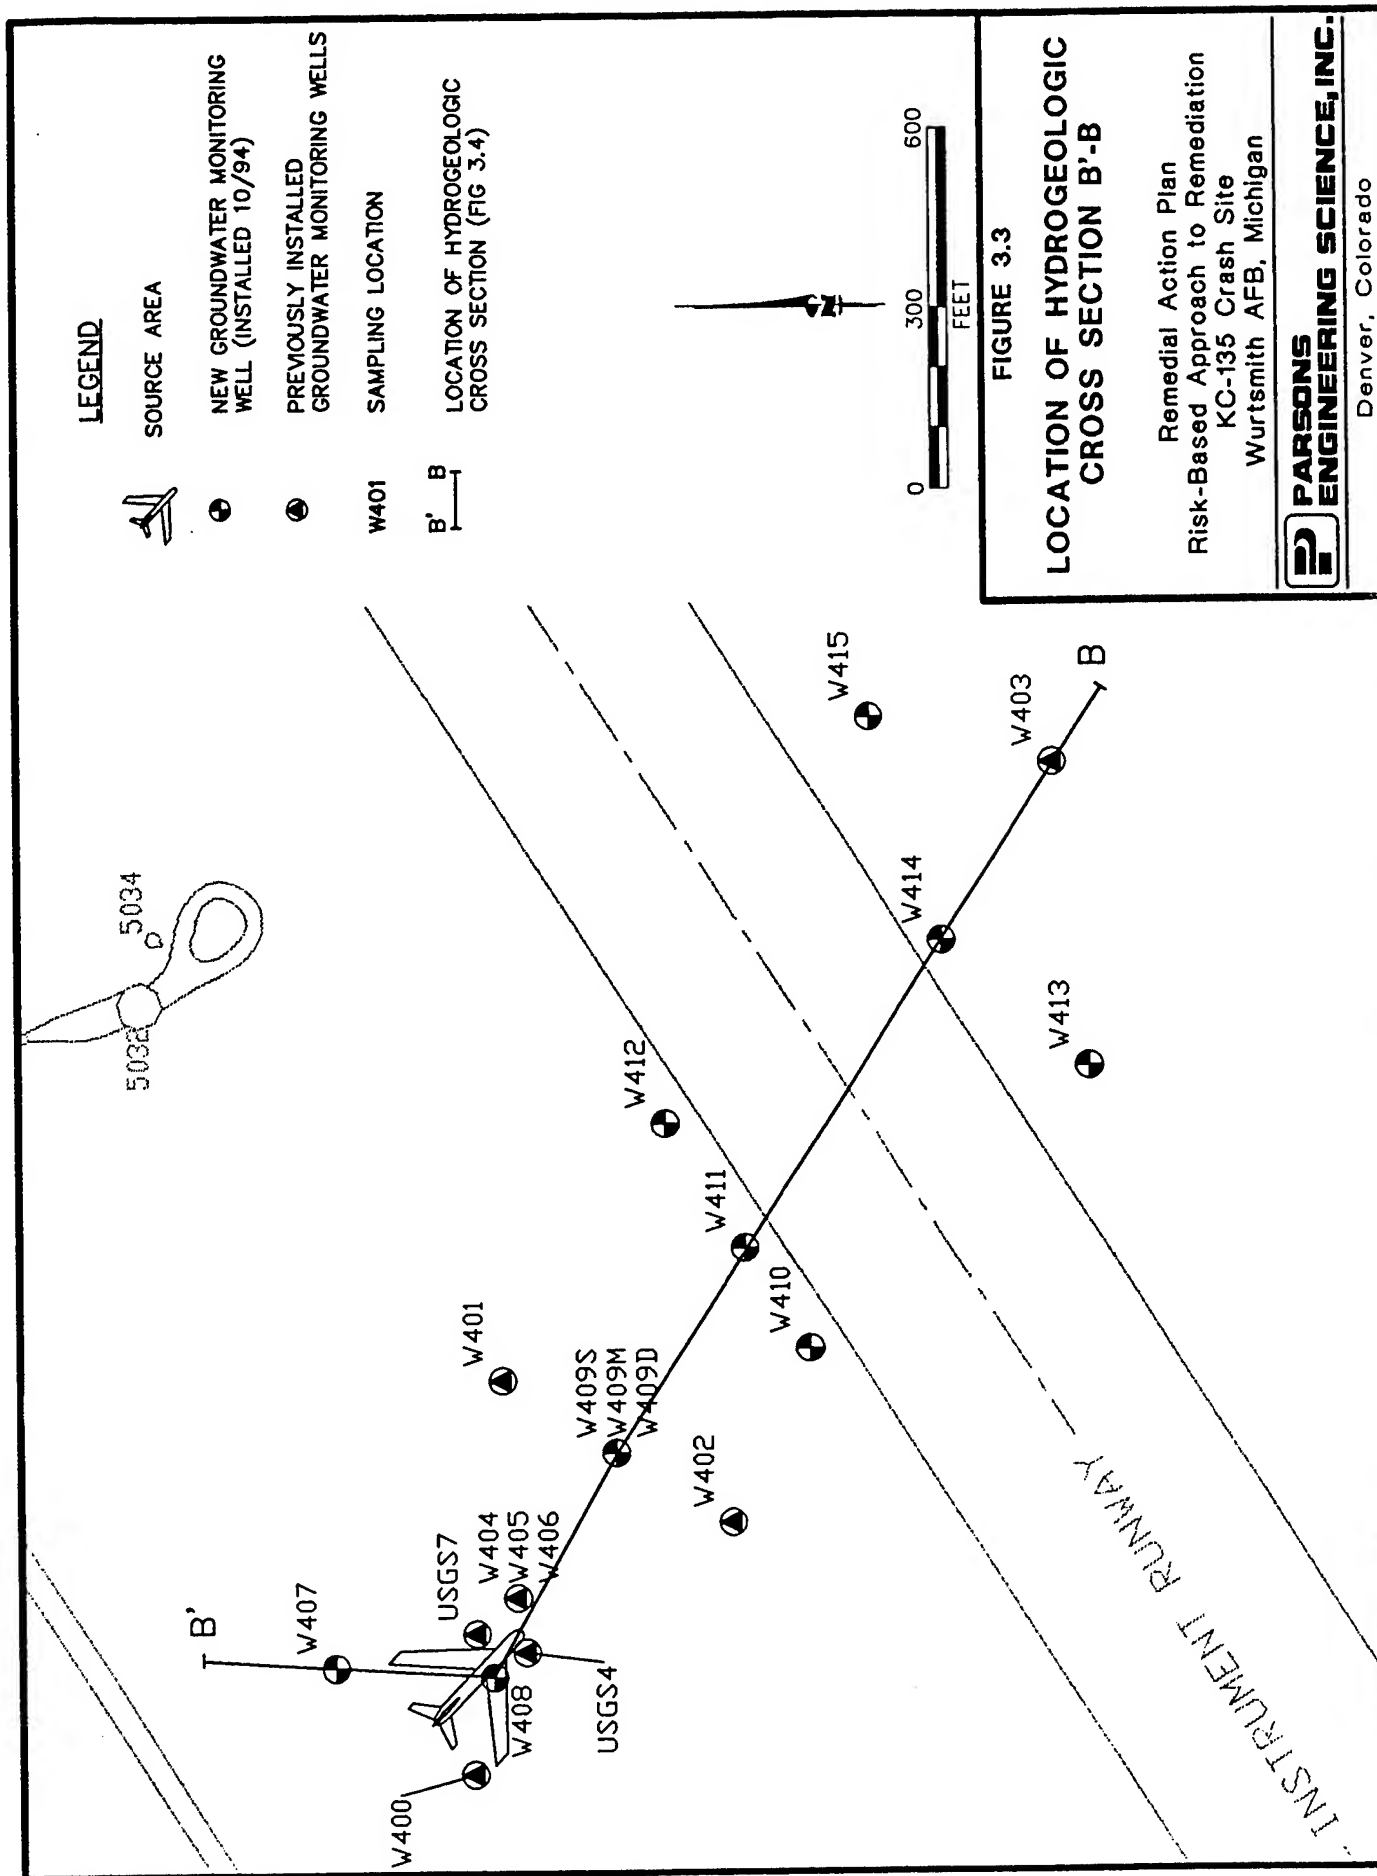 LEGEND
SOURCE AREA
NEW GROUNDWATER MONITORING
WELL (INSTALLED 10/94)
PREVIOUSLY INSTALLED
GROUNDWATER MONITORING WELLS
W401
SAMPLING LOCATION
B' B
LOCATION OF HYDROGEOLOGIC
CROSS SECTION (FIG 3.4)
0 300 600
FEET
N
B'
W407
W400
USGS7
W404
W405
W406
W408
USGS4
W401
W402
W409S
W409M
W409D
W410
W411
W412
5032
5034
W413
W414
W415
W403
B
INSTRUMENT RUNWAY
FIGURE 3.3
LOCATION OF HYDROGEOLOGIC
CROSS SECTION B'-B
Remedial Action Plan
Risk-Based Approach to Remediation
KC-135 Crash Site
Wurtsmith AFB, Michigan
PARSONS
ENGINEERING SCIENCE, INC.
Denver, Colorado